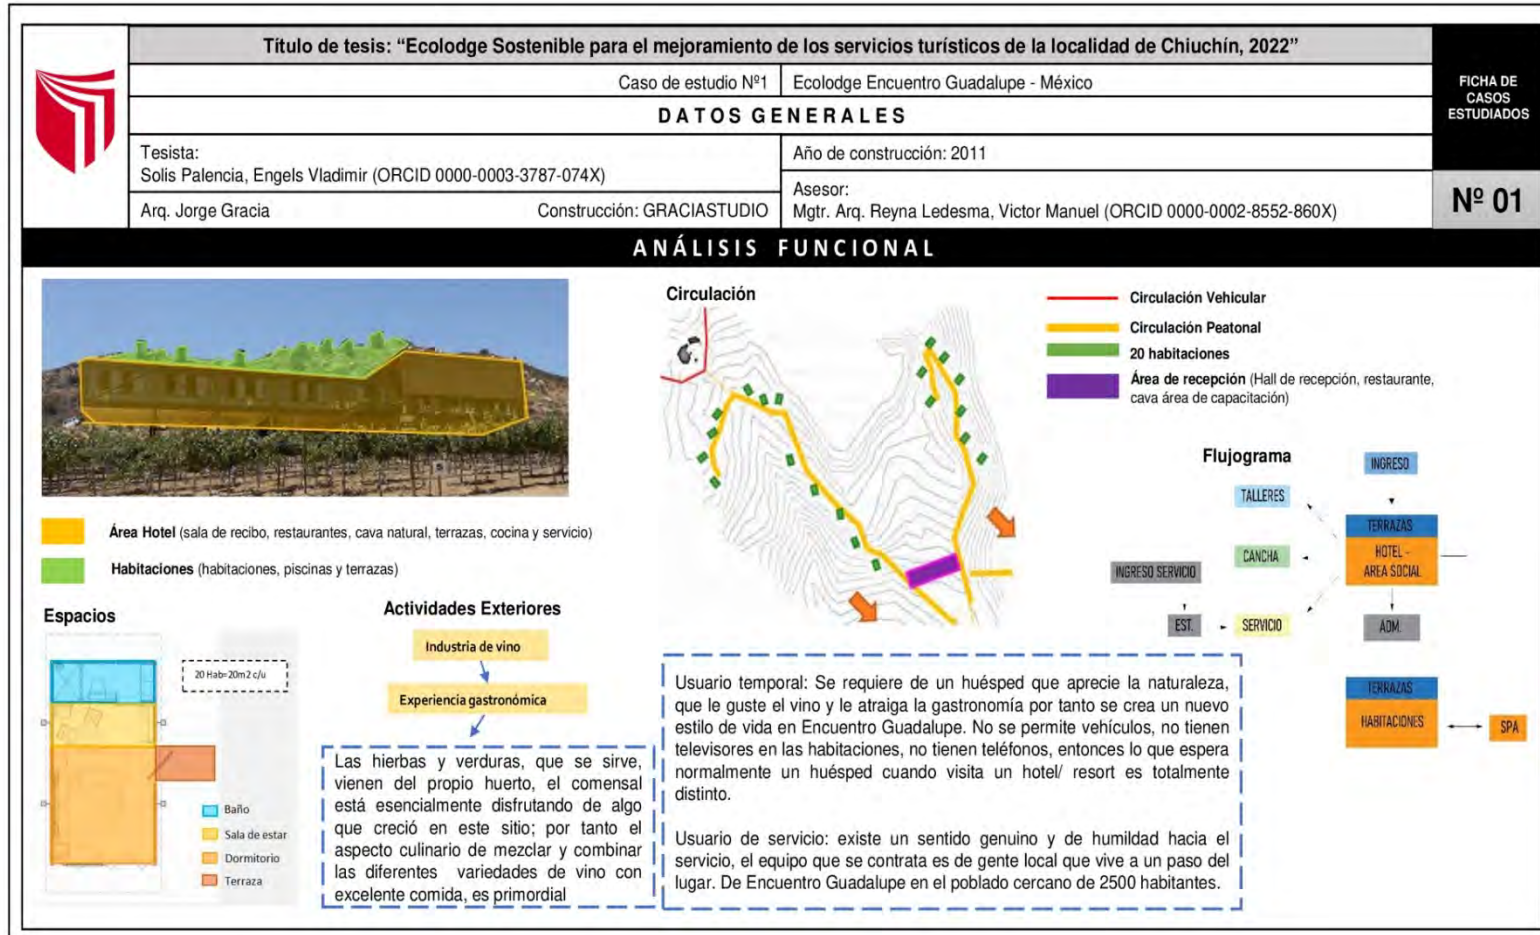 Título de tesis: “Ecolodge Sostenible para el mejoramiento de los servicios turísticos de la localidad de Chiuchín, 2022”
Caso de estudio Nº1
Ecolodge Encuentro Guadalupe - México
FICHA DE
CASOS
ESTUDIADOS
DATOS GENERALES
Tesista:
Solis Palencia, Engels Vladimir (ORCID 0000-0003-3787-074X)
Año de construcción: 2011
Arq. Jorge Gracia
Construcción: GRACIASTUDIO
Asesor:
Mgtr. Arq. Reyna Ledesma, Victor Manuel (ORCID 0000-0002-8552-860X)
Nº 01
ANÁLISIS FUNCIONAL
Área Hotel (sala de recibo, restaurantes, cava natural, terrazas, cocina y servicio)
Habitaciones (habitaciones, piscinas y terrazas)
Circulación
Circulación Vehicular
Circulación Peatonal
20 habitaciones
Área de recepción (Hall de recepción, restaurante,
cava área de capacitación)
Flujograma
INGRESO
TALLERES
TERRAZAS
HOTEL -
AREA SOCIAL
CANCHA
INGRESO SERVICIO
EST.
SERVICIO
ADM.
TERRAZAS
HABITACIONES
SPA
Espacios
20 Hab=20m2 c/u
Baño
Sala de estar
Dormitorio
Terraza
Actividades Exteriores
Industria de vino
Experiencia gastronómica
Las hierbas y verduras, que se sirve,
vienen del propio huerto, el comensal
está esencialmente disfrutando de algo
que creció en este sitio; por tanto el
aspecto culinario de mezclar y combinar
las diferentes variedades de vino con
excelente comida, es primordial
Usuario temporal: Se requiere de un huésped que aprecie la naturaleza,
que le guste el vino y le atraiga la gastronomía por tanto se crea un nuevo
estilo de vida en Encuentro Guadalupe. No se permite vehículos, no tienen
televisores en las habitaciones, no tienen teléfonos, entonces lo que espera
normalmente un huésped cuando visita un hotel/ resort es totalmente
distinto.
Usuario de servicio: existe un sentido genuino y de humildad hacia el
servicio, el equipo que se contrata es de gente local que vive a un paso del
lugar. De Encuentro Guadalupe en el poblado cercano de 2500 habitantes.